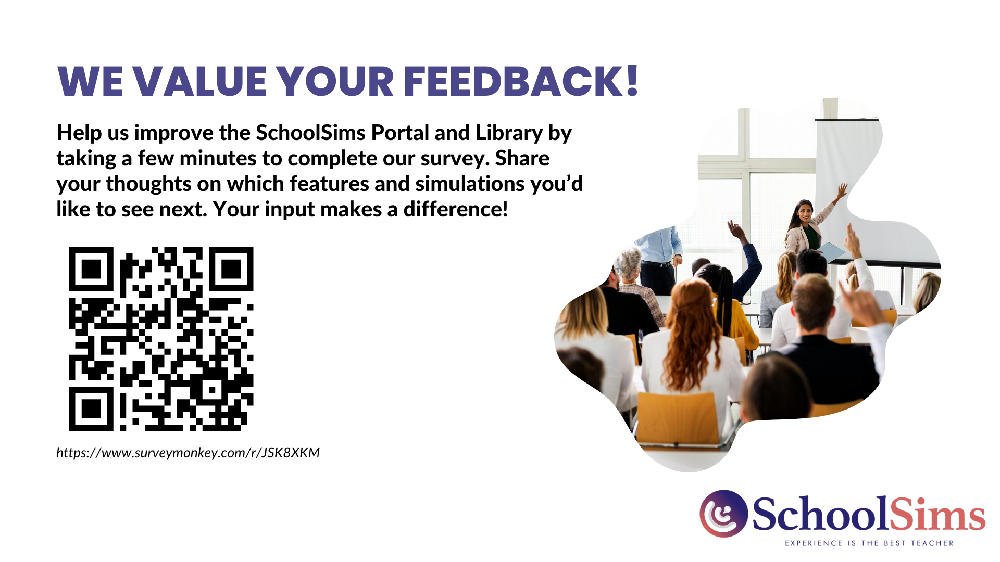 WE VALUE YOUR FEEDBACK!
Help us improve the SchoolSims Portal and Library by
taking a few minutes to complete our survey. Share
your thoughts on which features and simulations you’d
like to see next. Your input makes a difference!
https://www.surveymonkey.com/r/JSK8XKM
SchoolSims
EXPERIENCE IS THE BEST TEACHER